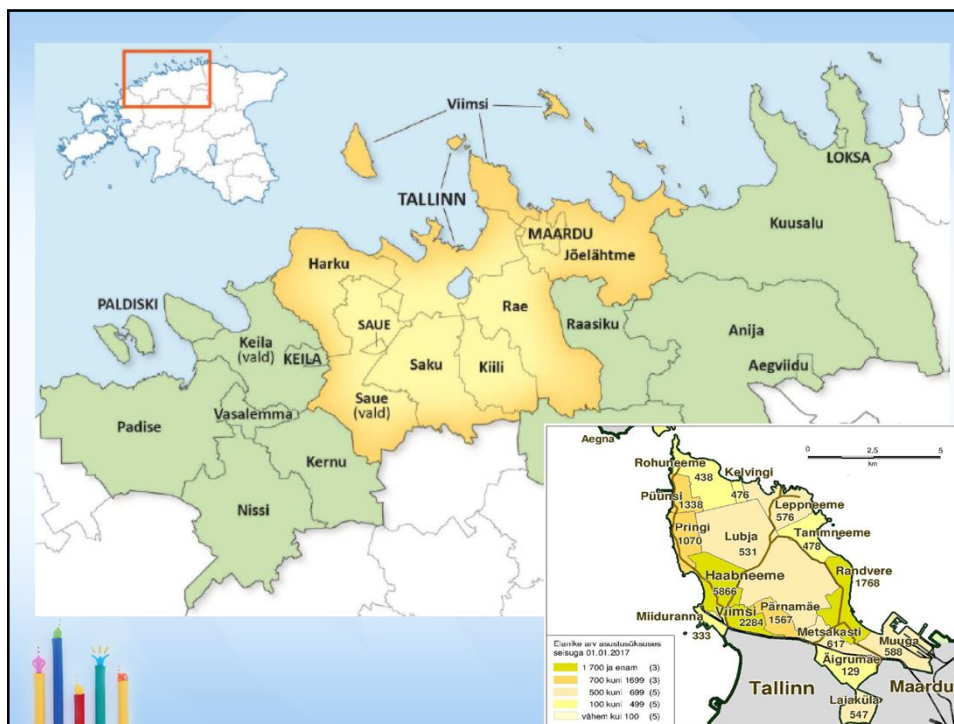 Viimsi
TALLINN
LOKSA
MAARDU
Kuusalu
Jõelähtme
Harku
Rae
PALDISKI
SAUE
Raasiku
Anija
Keila
(vald)
KEILA
Saku
Kiili
Aegviidu
Saue
(vald)
Vasalemma
Padise
Kernu
Nissi
Aegna
0 2,5 5
km
Rohuneeme
438
Kelvingi
476
Püünsi
1338
Leppneeme
576
Pringi
1070
Lubja
531
Tammneeme
478
Haabneeme
5866
Randvere
1768
Miiduranna
333
Viimsi
2284
Pärnamäe
1567
Metsakasti
617
Muuga
588
Äigrumäe
129
Tallinn
Maardu
Lajaküla
547
Elanike arv asustusüksuses
seisuga 01.01.2017
1 700 ja enam (3)
700 kuni 1699 (3)
500 kuni 699 (5)
100 kuni 499 (5)
vähem kui 100 (5)